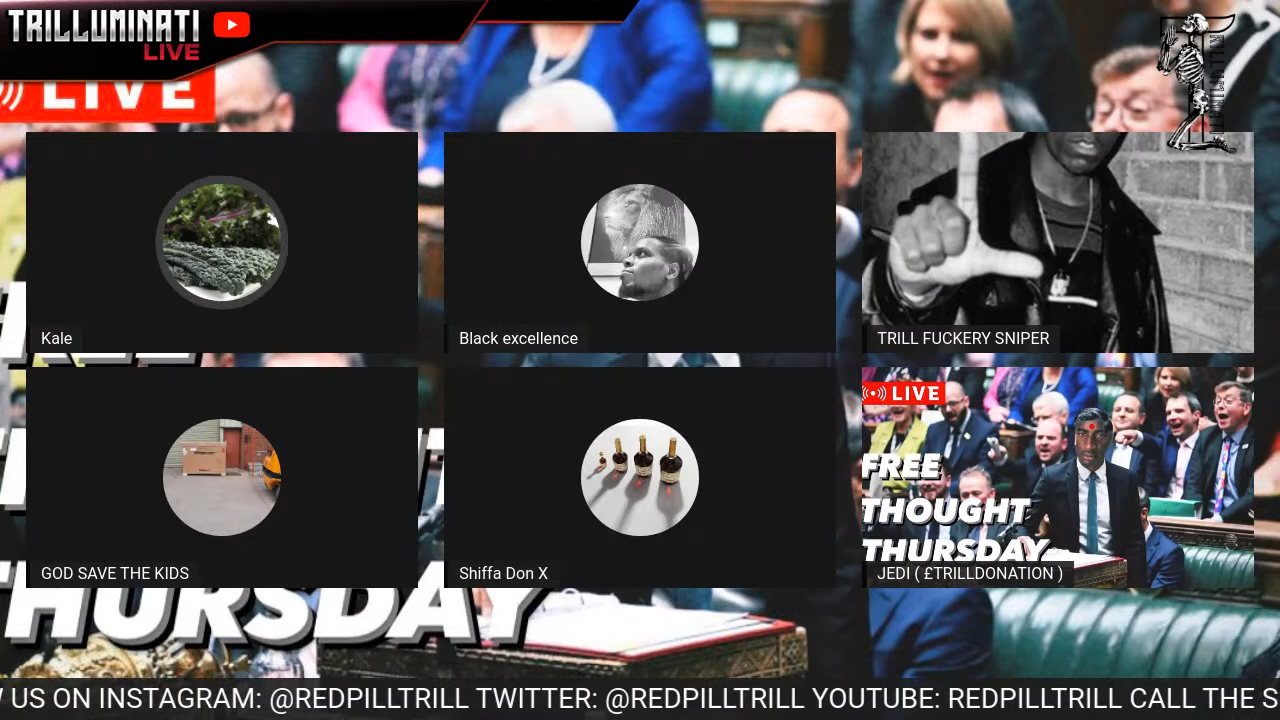 TRILLUMINATI
LIVE
LIVE
Kale
Black excellence
TRILL FUCKERY SNIPER
LIVE
FREE
THOUGHT
THURSDAY
GOD SAVE THE KIDS
Shiffa Don X
JEDI ( £TRILLDONATION )
THURSDAY
US ON INSTAGRAM: @REDPILLTRILL TWITTER: @REDPILLTRILL YOUTUBE: REDPILLTRILL CALL THE S